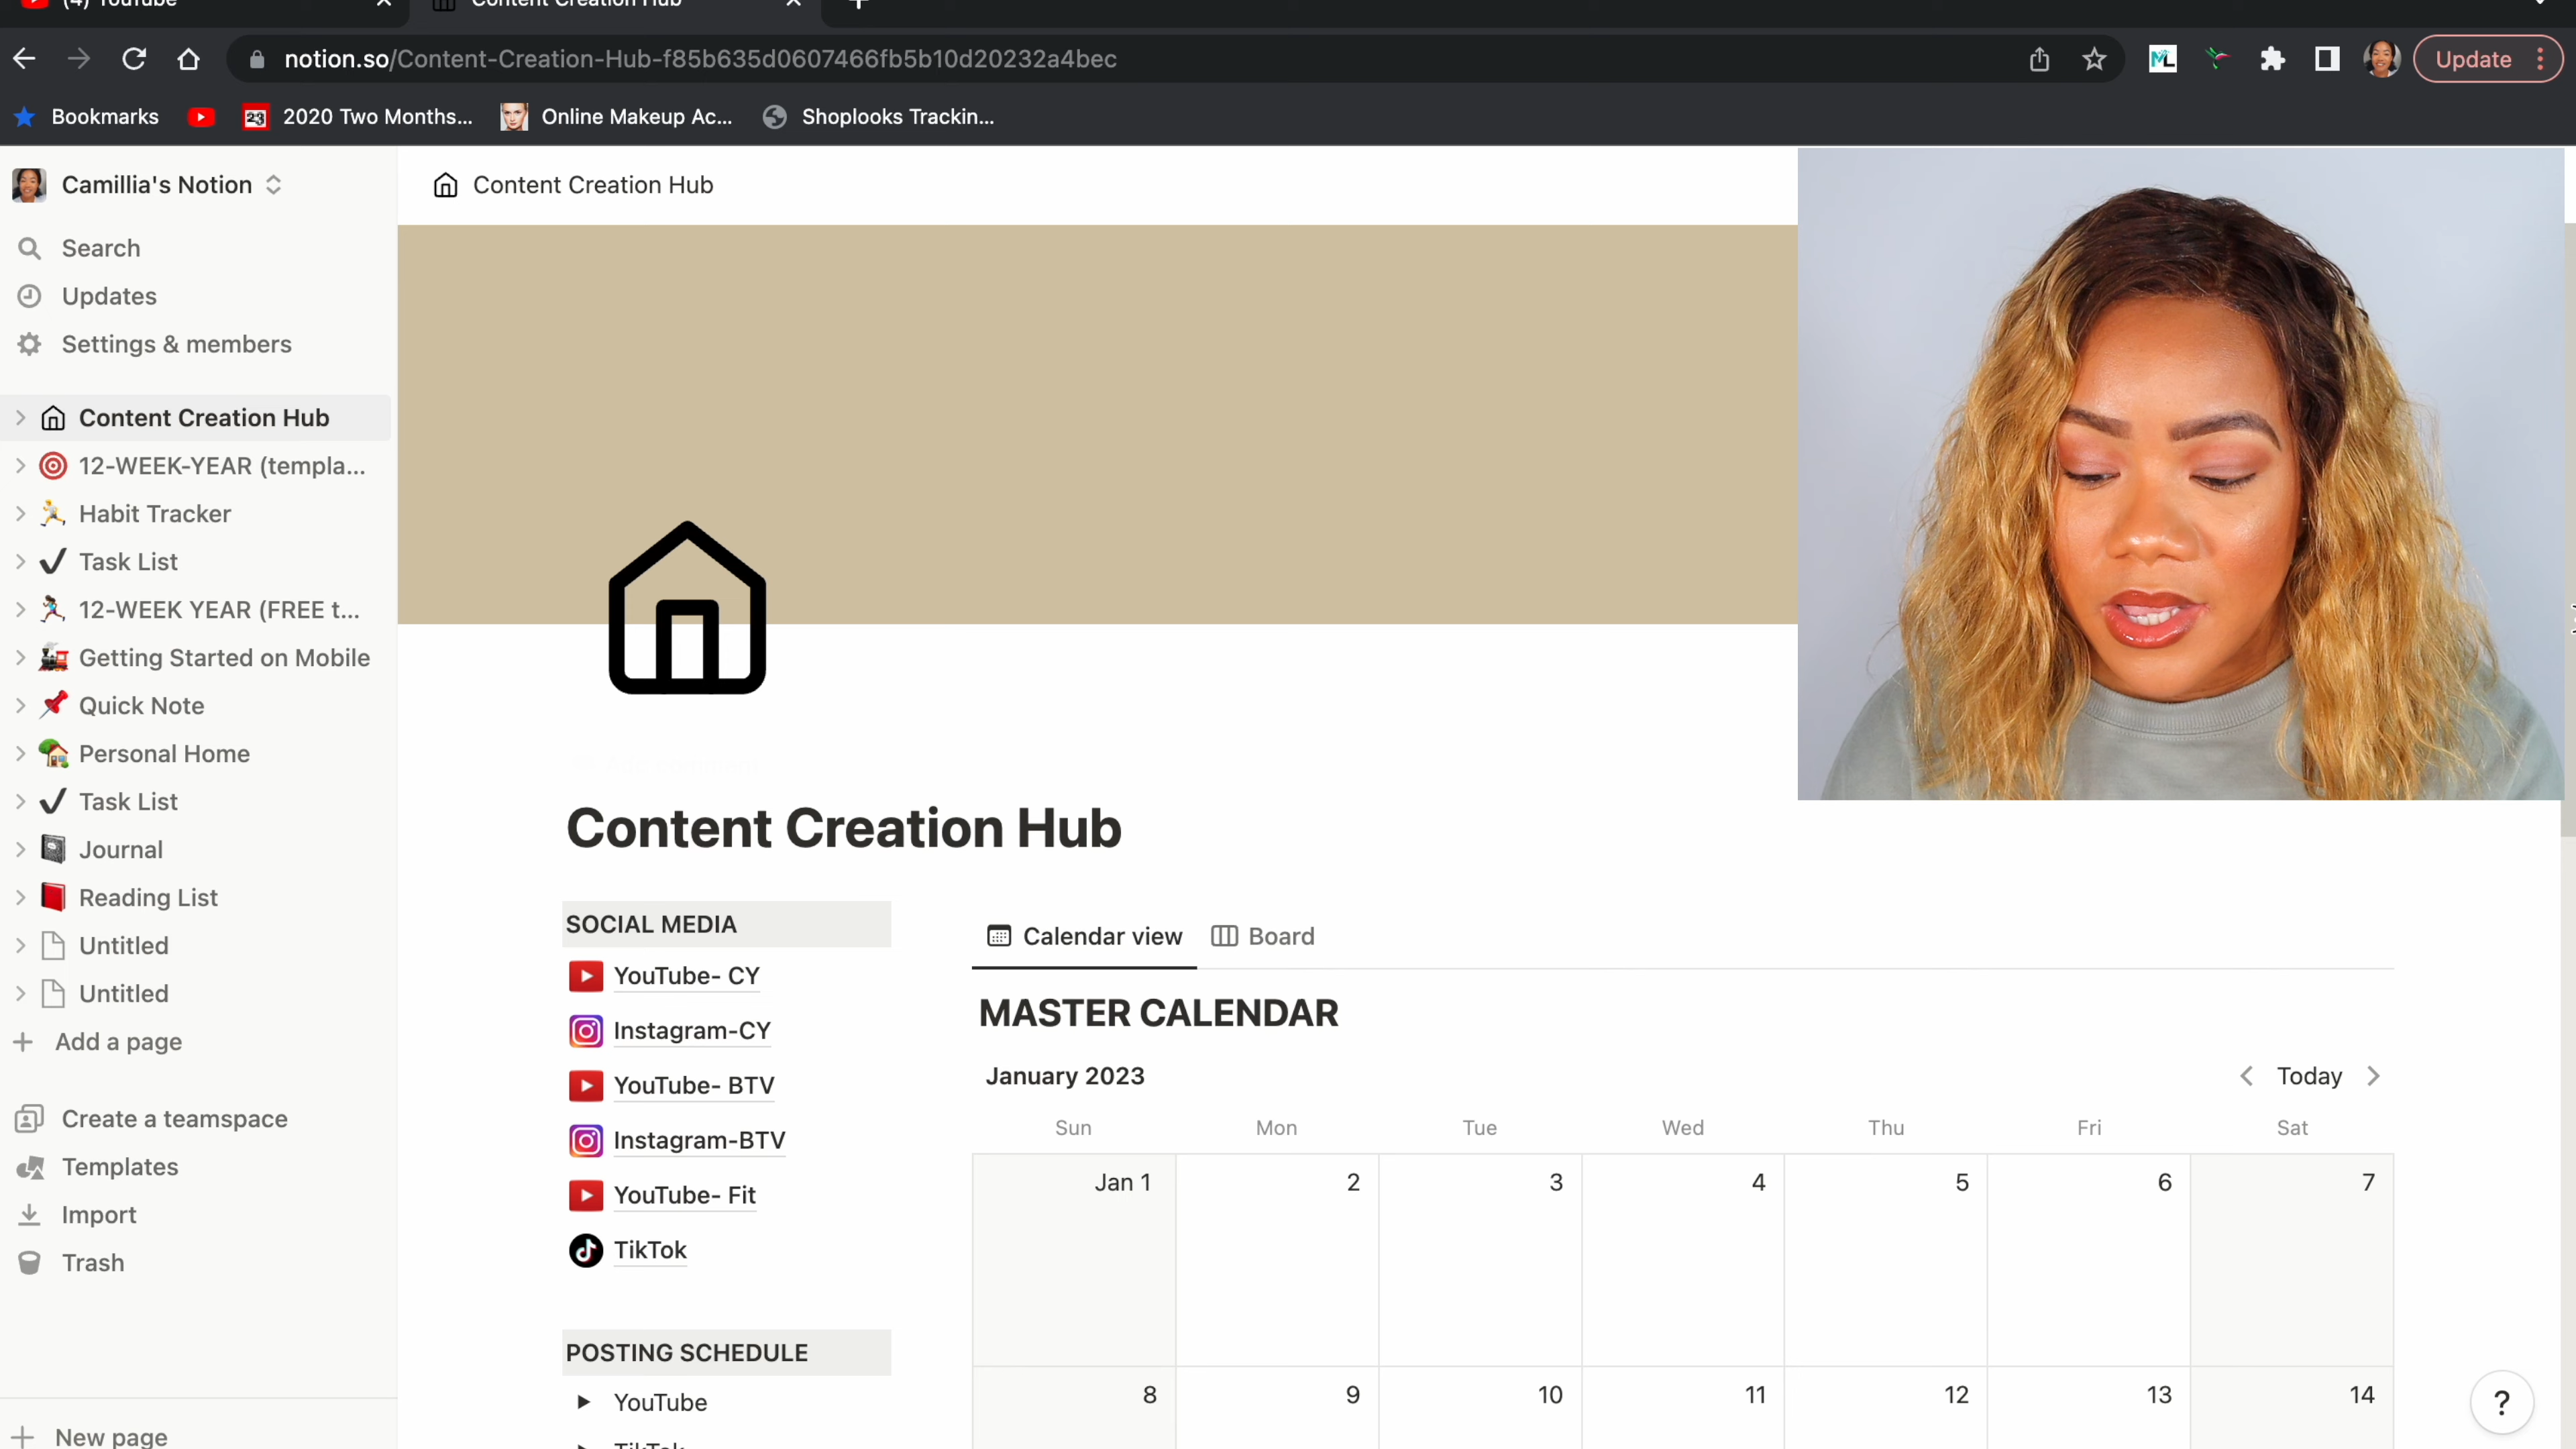 (4) YouTube
Content Creation Hub
notion.so/Content-Creation-Hub-f85b635d0607466fb5b10d20232a4bec
Update
Bookmarks
23
2020 Two Months...
Online Makeup Ac...
Shoplooks Trackin...
Camillia's Notion
Search
Updates
Settings & members
Content Creation Hub
12-WEEK-YEAR (templa...
Habit Tracker
Task List
12-WEEK YEAR (FREE t...
Getting Started on Mobile
Quick Note
Personal Home
Task List
Journal
Reading List
Untitled
Untitled
Add a page
Create a teamspace
Templates
Import
Trash
New page
Content Creation Hub
Content Creation Hub
SOCIAL MEDIA
YouTube- CY
Instagram-CY
YouTube- BTV
Instagram-BTV
YouTube- Fit
TikTok
POSTING SCHEDULE
YouTube
TikTok
Calendar view
Board
MASTER CALENDAR
January 2023
Today
Sun Mon Tue Wed Thu Fri Sat
Jan 1 2 3 4 5 6 7
8 9 10 11 12 13 14
?